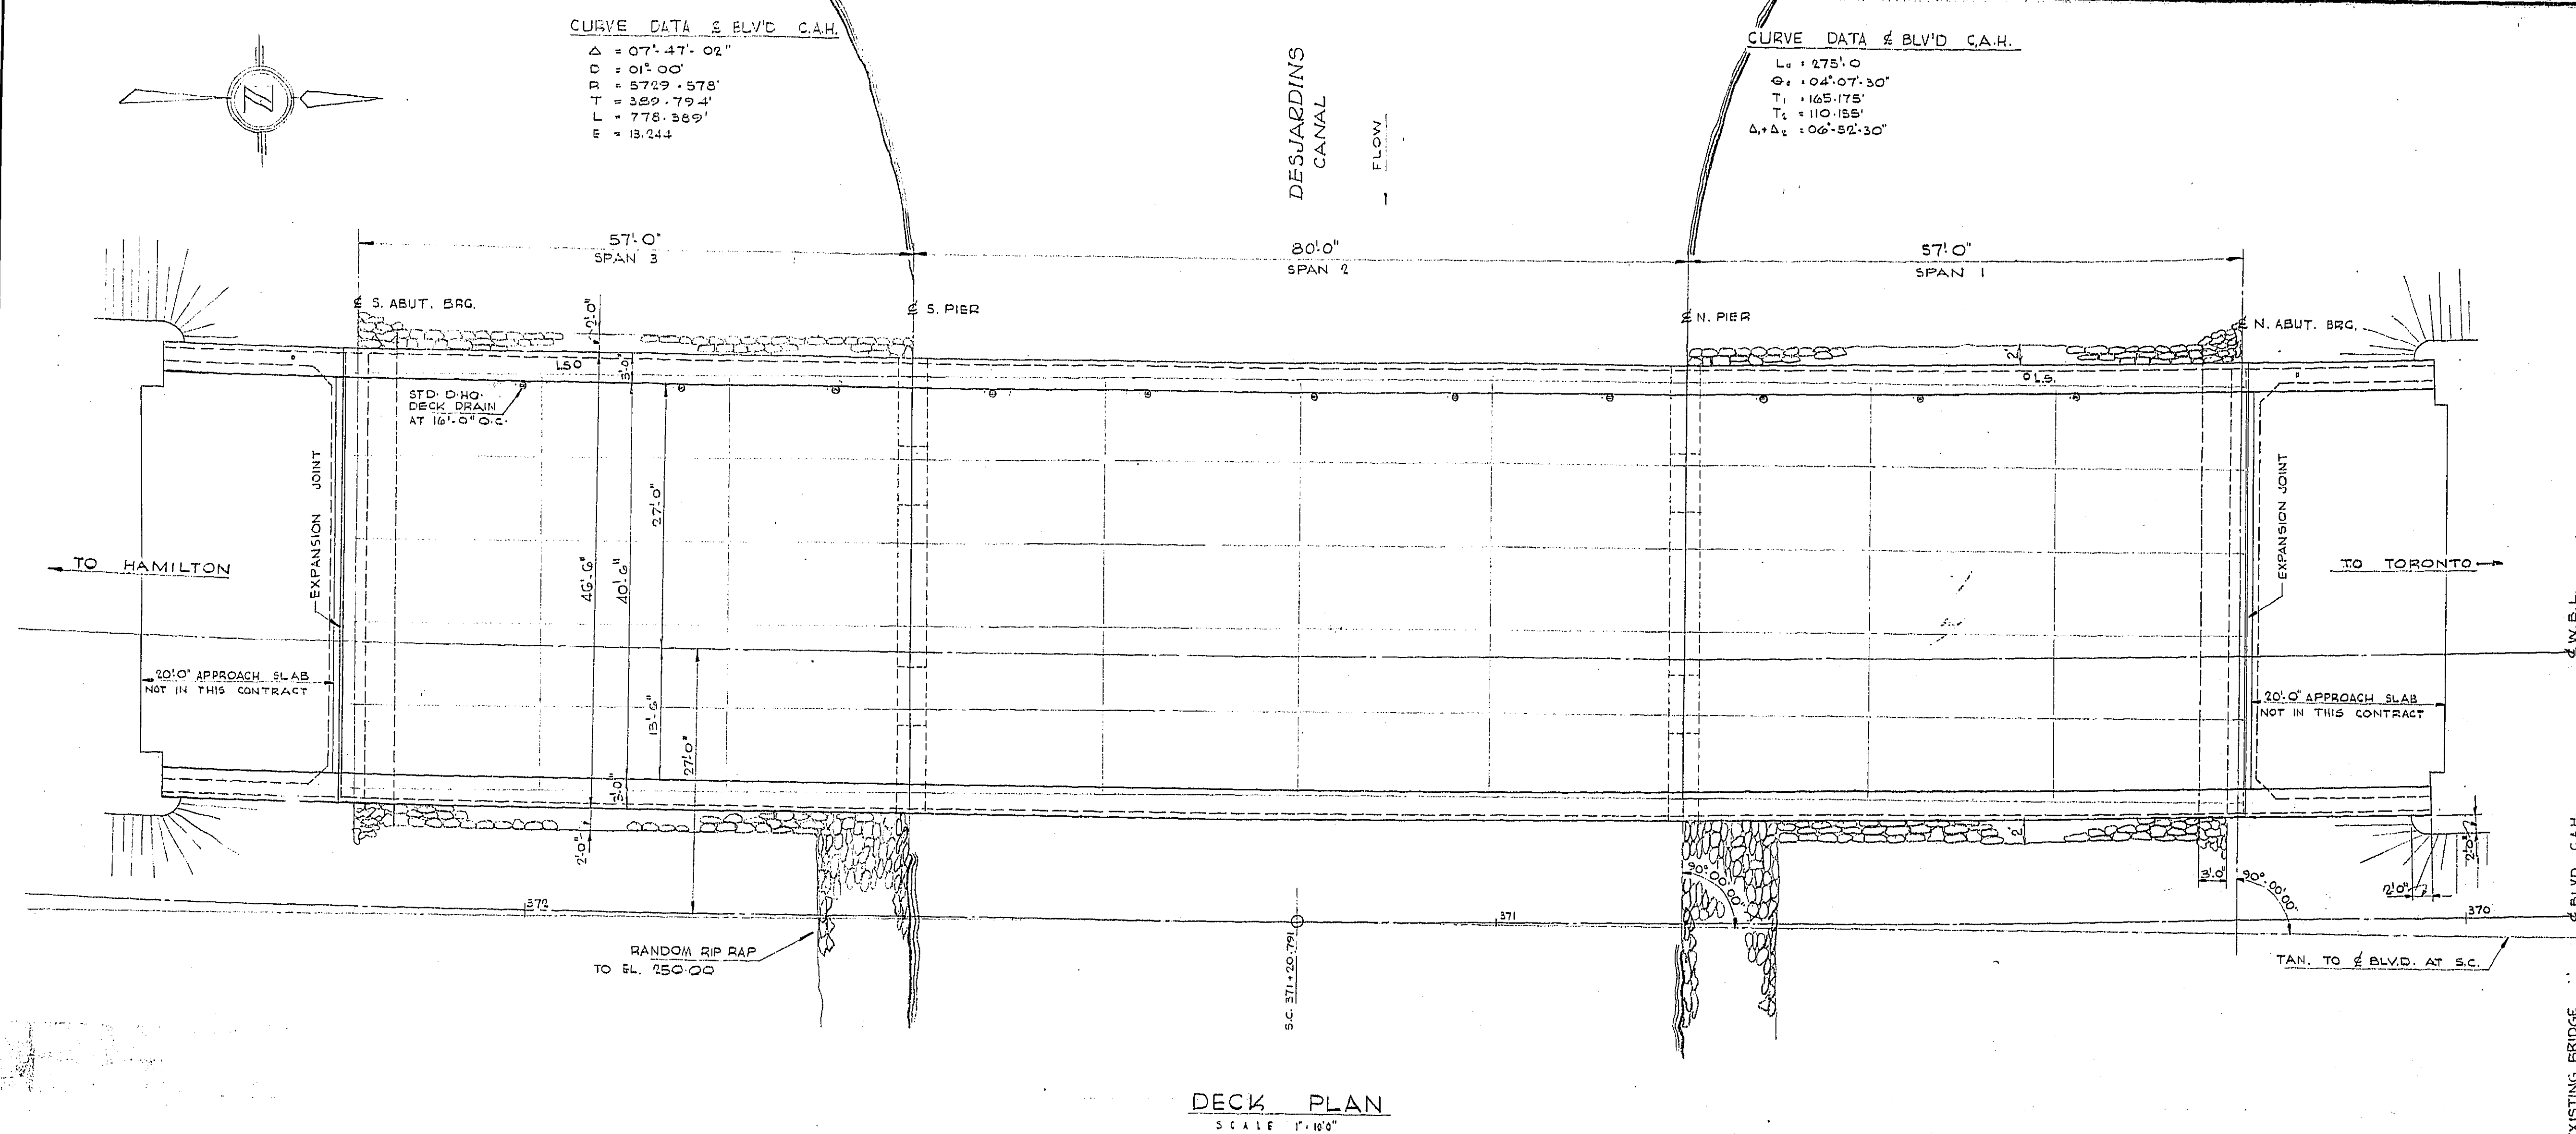 CURVE DATA ℄ BLV'D C.A.H.
Δ = 07°-47'-02"
D = 01°-00'
R = 5729.578'
T = 389.794'
L = 778.389'
E = 13.244
N
DESJARDINS
CANAL
FLOW
CURVE DATA ℄ BLV'D C.A.H.
Ls = 275'.0
Θs = 04°-07'-30"
T1 = 165.175'
T2 = 110.155'
Δ1+Δ2 = 06°-52'-30"
57'-0"
SPAN 3
80'-0"
SPAN 2
57'-0"
SPAN 1
℄ S. ABUT. BRG.
℄ S. PIER
℄ N. PIER
℄ N. ABUT. BRG.
2'-0"
3'-0"
L.S.
2'
L.S.
STD. D.H.O.
DECK DRAIN
AT 16'-0" O.C.
EXPANSION JOINT
27'-0"
46'-6"
40'-6"
13'-6"
27'-0"
3'-0"
2'-0"
TO HAMILTON
TO TORONTO
EXPANSION JOINT
20'-0" APPROACH SLAB
NOT IN THIS CONTRACT
20'-0" APPROACH SLAB
NOT IN THIS CONTRACT
℄ W.B.L.
℄ BLVD. C.A.H.
EXISTING BRIDGE
2'
90°-00'-00"
3'-0"
90°-00'-00"
2'-0"
2'-0"
372
371
370
S.C. 371+20.791
RANDOM RIP RAP
TO EL. 250.00
TAN. TO ℄ BLV.D. AT S.C.
DECK PLAN
SCALE 1"=10'0"